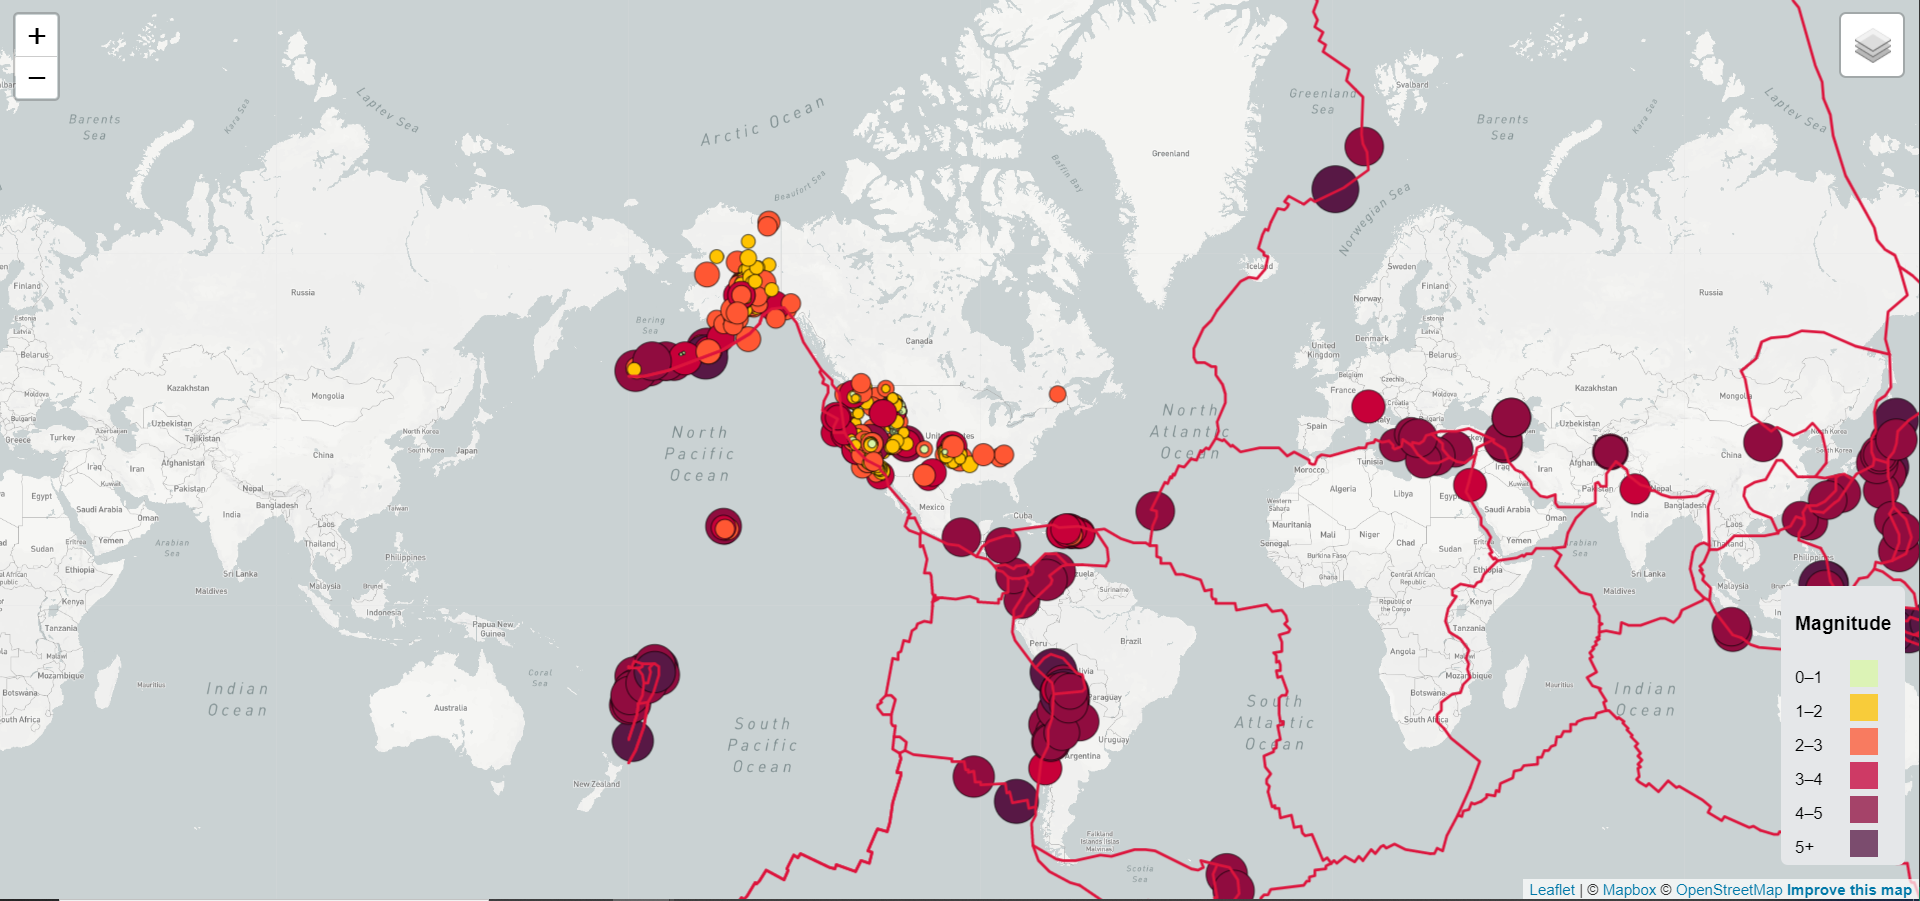 +
−
Barents
Sea
Kara Sea
Laptev Sea
Arctic Ocean
Beaufort Sea
Baffin Bay
Greenland
Greenland
Sea
Svalbard
Barents
Sea
Kara Sea
Laptev Sea
Norwegian Sea
Iceland
Finland
Estonia
Latvia
Belarus
Moldova
Bulgaria
Greece
Turkey
Russia
Kazakhstan
Mongolia
Uzbekistan
Azerbaijan
Tajikistan
Afghanistan
China
South Korea
Japan
Iraq
Iran
Kuwait
Pakistan
Nepal
Egypt
Saudi Arabia
Oman
India
Bangladesh
Taiwan
Laos
Thailand
Philippines
Sudan
Eritrea
Yemen
Arabian
Sea
Ethiopia
Sri Lanka
Malaysia
Brunei
Maldives
Kenya
Indonesia
Tanzania
Papua New
Guinea
Malawi
Mozambique
Mauritius
Botswana
South Africa
Indian
Ocean
Coral
Sea
Australia
New Zealand
Bering
Sea
Canada
North
Pacific
Ocean
United States
Mexico
Cuba
South
Pacific
Ocean
Suriname
Peru
Brazil
Paraguay
Uruguay
Argentina
Falkland
Islands (Islas
Malvinas)
Scotia
Sea
North
Atlantic
Ocean
South
Atlantic
Ocean
Sweden
Norway
Finland
Estonia
Latvia
Denmark
United
Kingdom
Belarus
Belgium
Czechia
France
Croatia
Moldova
Spain
Tunisia
Morocco
Algeria
Libya
Egypt
Western
Sahara
Mauritania
Mali
Niger
Chad
Sudan
Senegal
Burkina Faso
Ghana
Central African
Republic
Ethiopia
Republic of
the Congo
Kenya
Tanzania
Angola
Malawi
Mozambique
Botswana
South Africa
Mauritius
Indian
Ocean
Russia
Kazakhstan
Mongolia
Uzbekistan
China
North Korea
South Korea
Iraq
Iran
Kuwait
Pakistan
Nepal
Saudi Arabia
Oman
India
Bangladesh
Yemen
Laos
Thailand
Philippines
Sri Lanka
Maldives
Malaysia
Magnitude
0–1
1–2
2–3
3–4
4–5
5+
Leaflet | © Mapbox © OpenStreetMap Improve this map